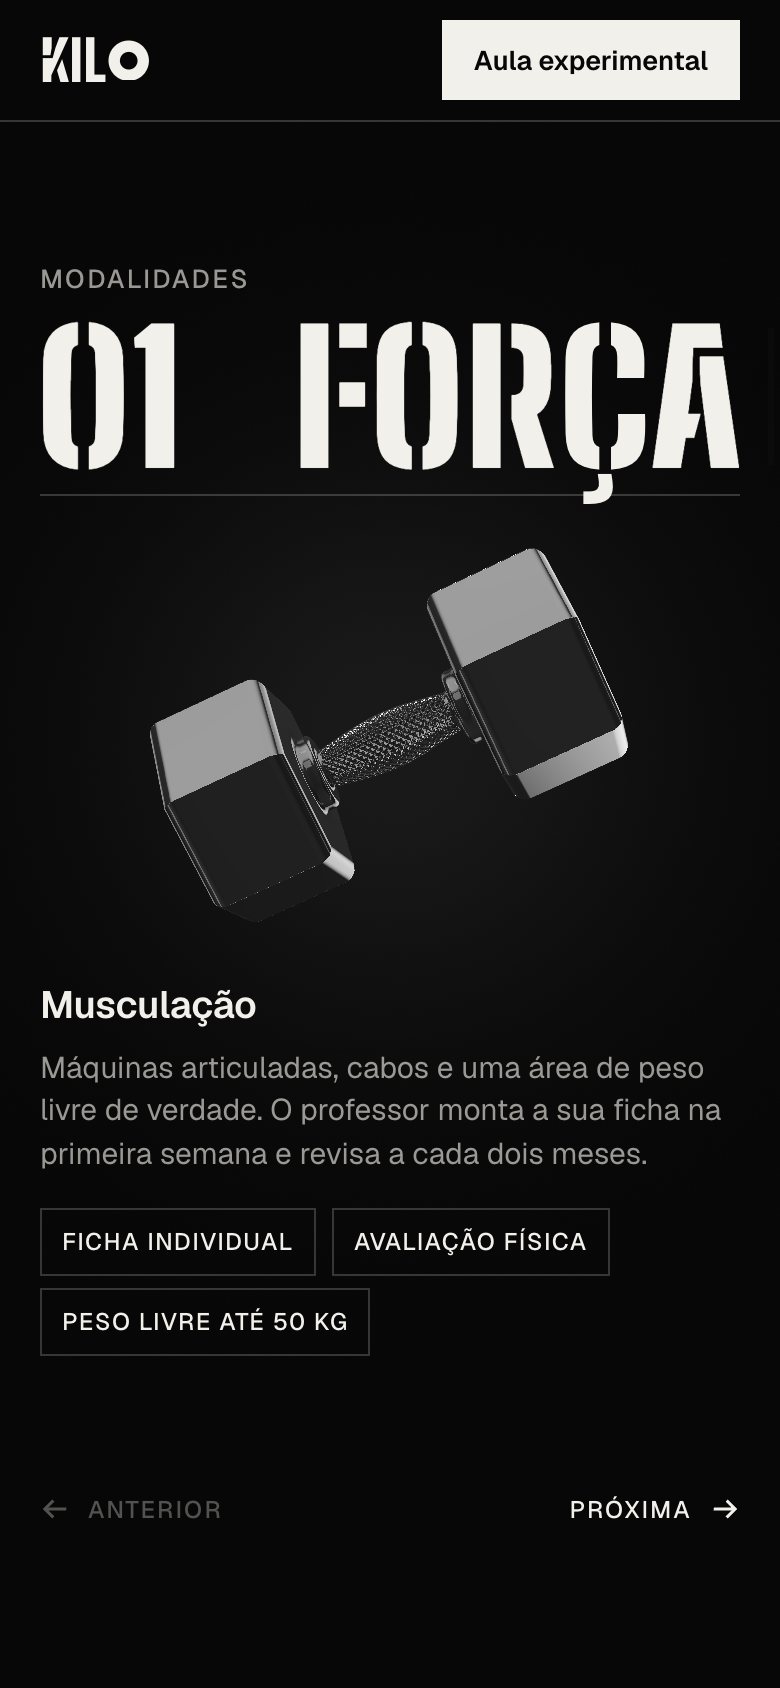 KILO
Aula experimental
MODALIDADES
01 FORÇA
Musculação
Máquinas articuladas, cabos e uma área de peso
livre de verdade. O professor monta a sua ficha na
primeira semana e revisa a cada dois meses.
FICHA INDIVIDUAL
AVALIAÇÃO FÍSICA
PESO LIVRE ATÉ 50 KG
← ANTERIOR
PRÓXIMA →